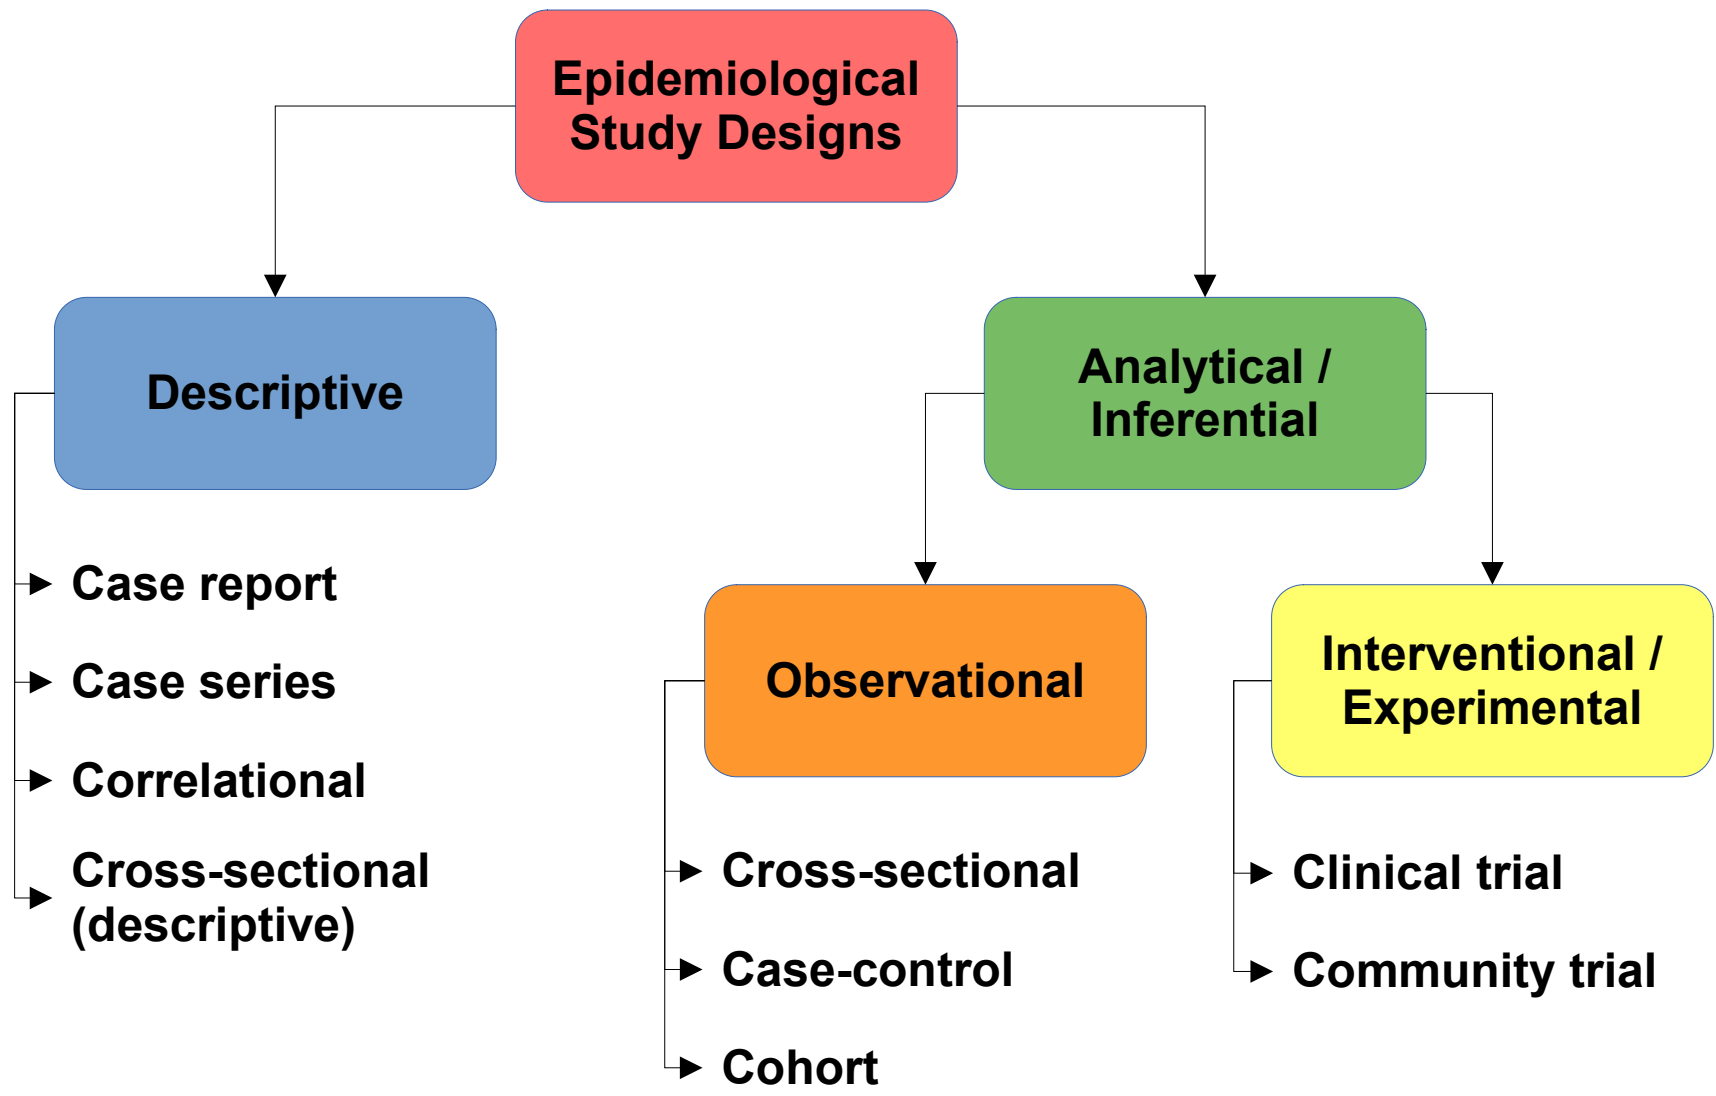 Epidemiological
Study Designs
Descriptive
Analytical /
Inferential
Case report
Case series
Correlational
Cross-sectional
(descriptive)
Observational
Interventional /
Experimental
Cross-sectional
Case-control
Cohort
Clinical trial
Community trial